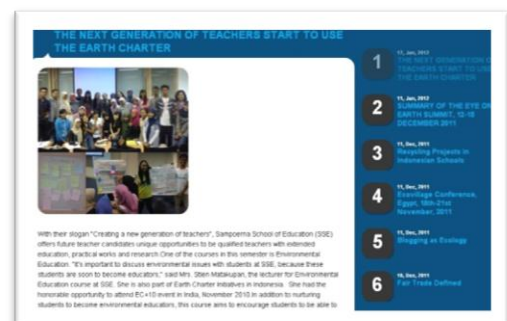 THE NEXT GENERATION OF TEACHERS START TO USE
THE EARTH CHARTER
With their slogan "Creating a new generation of teachers", Sampoerna School of Education (SSE)
offers future teacher candidates unique opportunities to be qualified teachers with extended
education, practical works and research.One of the courses in this semester is Environmental
Education. "It's important to discuss environmental issues with students at SSE, because these
students are soon to become educators," said Mrs. Stien Matakupan, the lecturer for Environmental
Education course at SSE. She is also part of Earth Charter Initiatives in Indonesia. She had the
honorable opportunity to attend EC+10 event in India, November 2010.In addition to nurturing
students to become environmental educators, this course aims to encourage students to be able to
1
17, Jan, 2012
THE NEXT GENERATION O
TEACHERS START TO USE
THE EARTH CHARTER
2
11, Jan, 2012
SUMMARY OF THE EYE ON
EARTH SUMMIT, 12-15
DECEMBER 2011
3
11, Dec, 2011
Recycling Projects in
Indonesian Schools
4
11, Dec, 2011
Ecovillage Conference,
Egypt, 18th-21st
November, 2011
5
11, Dec, 2011
Blogging as Ecology
6
Dec, 2011
Fair Trade Defined